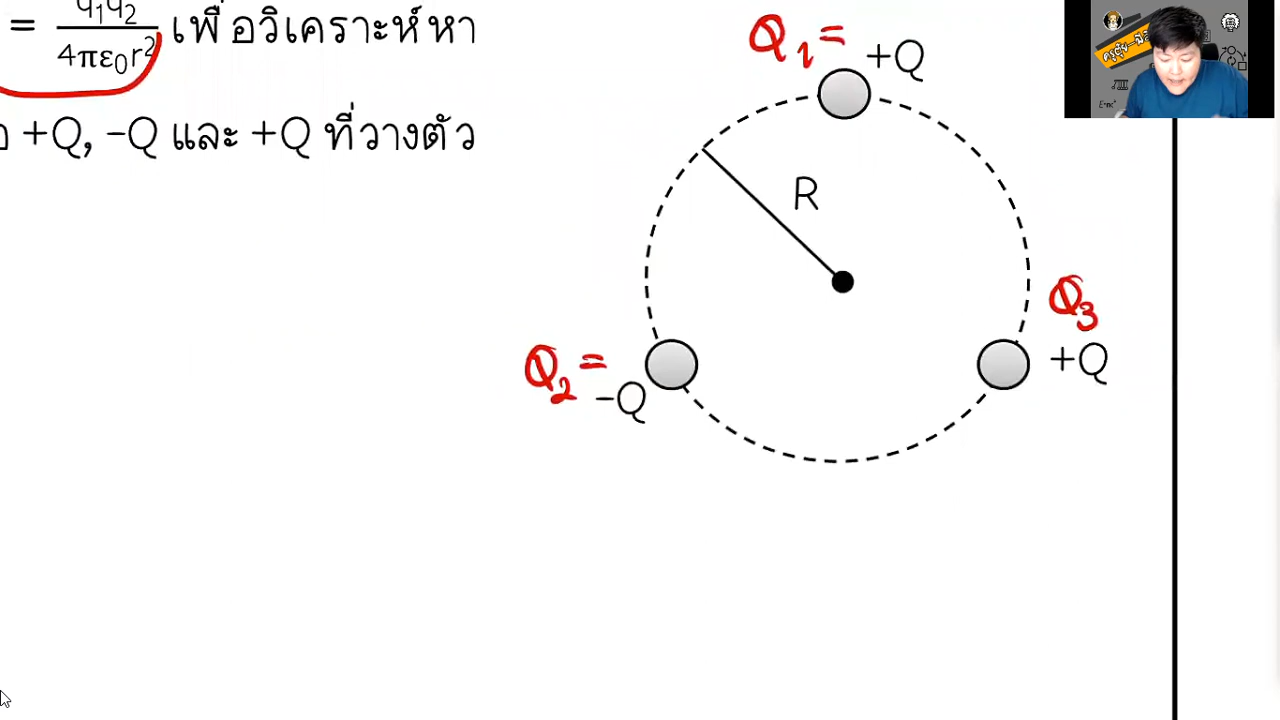 = q₁q₂ / 4πε₀r² เพื่อวิเคราะห์หา
+Q, -Q และ +Q ที่วางตัว
Q₁ =
+Q
R
Q₃
+Q
Q₂ =
-Q
E=mc²